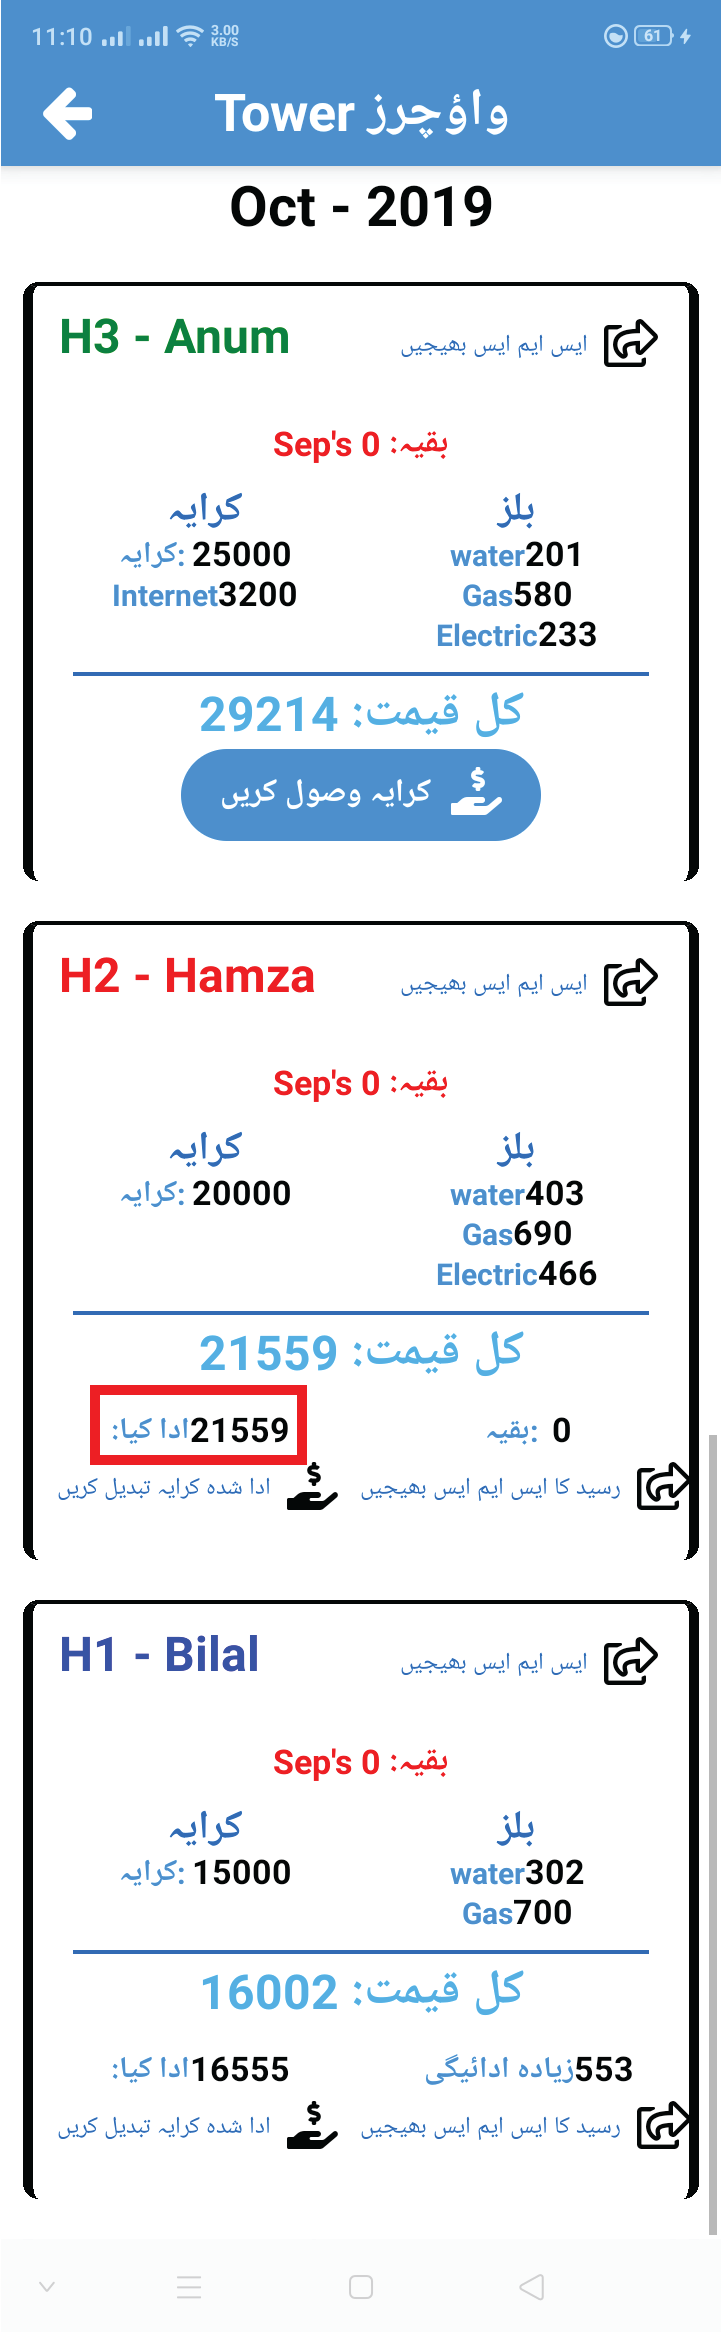 11:10 3.00 KB/S 61
Tower واؤچرز
Oct - 2019
H3 - Anum ایس ایم ایس بھیجیں
Sep's 0 :بقیہ
کرایہ بلز
کرایہ: 25000 water201
Internet3200 Gas580
Electric233
کل قیمت: 29214
کرایہ وصول کریں
H2 - Hamza ایس ایم ایس بھیجیں
Sep's 0 :بقیہ
کرایہ بلز
کرایہ: 20000 water403
Gas690
Electric466
کل قیمت: 21559
ادا کیا:21559 بقیہ: 0
ادا شدہ کرایہ تبدیل کریں رسید کا ایس ایم ایس بھیجیں
H1 - Bilal ایس ایم ایس بھیجیں
Sep's 0 :بقیہ
کرایہ بلز
کرایہ: 15000 water302
Gas700
کل قیمت: 16002
ادا کیا:16555 زیادہ ادائیگی553
ادا شدہ کرایہ تبدیل کریں رسید کا ایس ایم ایس بھیجیں